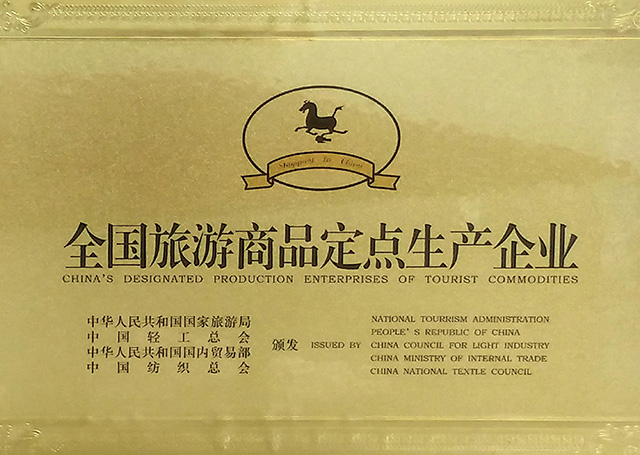 Shopping In China
全国旅游商品定点生产企业
CHINA'S DESIGNATED PRODUCTION ENTERPRISES OF TOURIST COMMODITIES
中华人民共和国国家旅游局
中国轻工总会
中华人民共和国国内贸易部
中国纺织总会
颁发 ISSUED BY
NATIONAL TOURRISM ADMINISTRATION
PEOPLE'S REPUBLIC OF CHINA
CHINA COUNCIL FOR LIGHT INDUSTRY
CHINA MINISTRY OF INTERNAL TRADE
CHINA NATIONAL TEXTLE COUNCIL